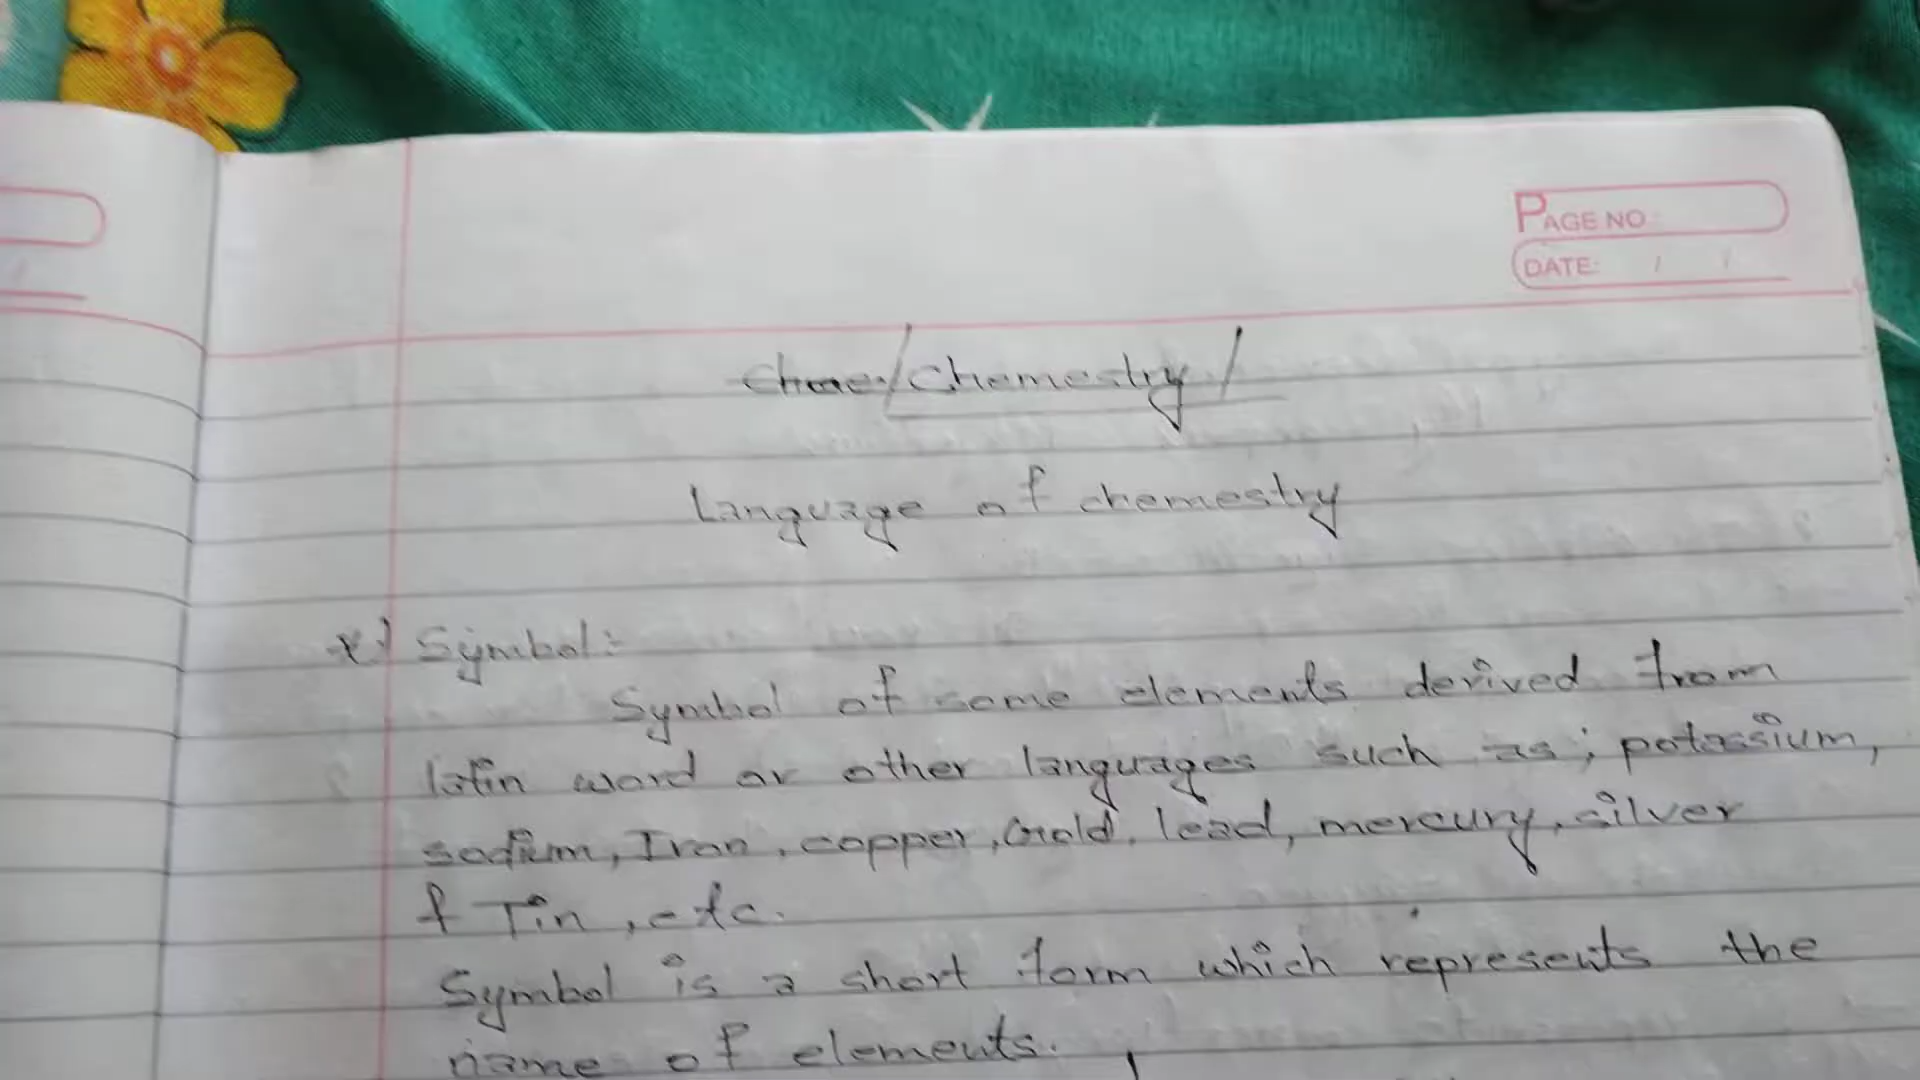 PAGE NO.:
DATE: / /
/Chemestry/
Language of chemestry
Symbol:
Symbol of some elements derived from
latin word or other languages such as; potassium,
sodium, Iron, copper, Gold, lead, mercury, silver
& Tin, etc.
Symbol is a short form which represents the
name of elements.